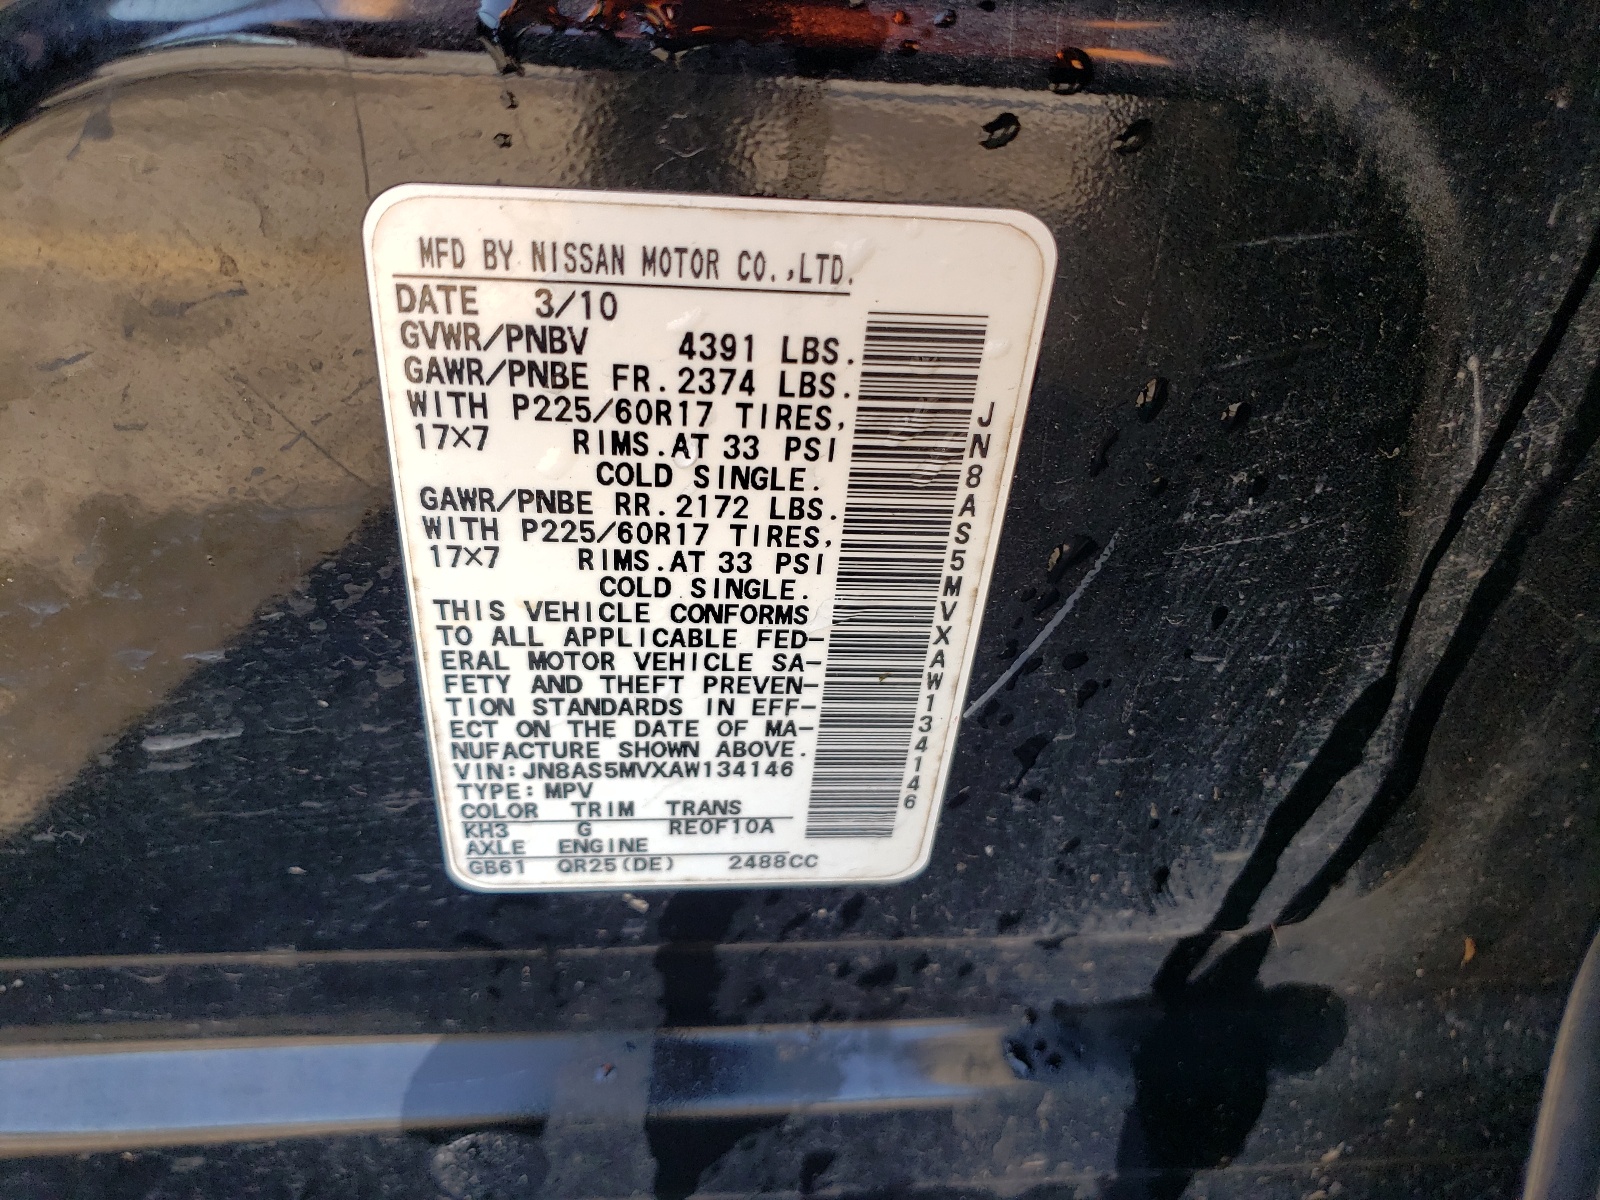 MFD BY NISSAN MOTOR CO.,LTD.
DATE 3/10
GVWR/PNBV 4391 LBS.
GAWR/PNBE FR. 2374 LBS.
WITH P225/60R17 TIRES,
17×7 RIMS.AT 33 PSI
COLD SINGLE.
GAWR/PNBE RR. 2172 LBS.
WITH P225/60R17 TIRES,
17×7 RIMS.AT 33 PSI
COLD SINGLE.
THIS VEHICLE CONFORMS
TO ALL APPLICABLE FED-
ERAL MOTOR VEHICLE SA-
FETY AND THEFT PREVEN-
TION STANDARDS IN EFF-
ECT ON THE DATE OF MA-
NUFACTURE SHOWN ABOVE.
VIN:JN8AS5MVXAW134146
TYPE:MPV
COLOR TRIM TRANS
KH3 G RE0F10A
AXLE ENGINE
GB61 QR25(DE) 2488CC
JN8AS5MVXAW134146